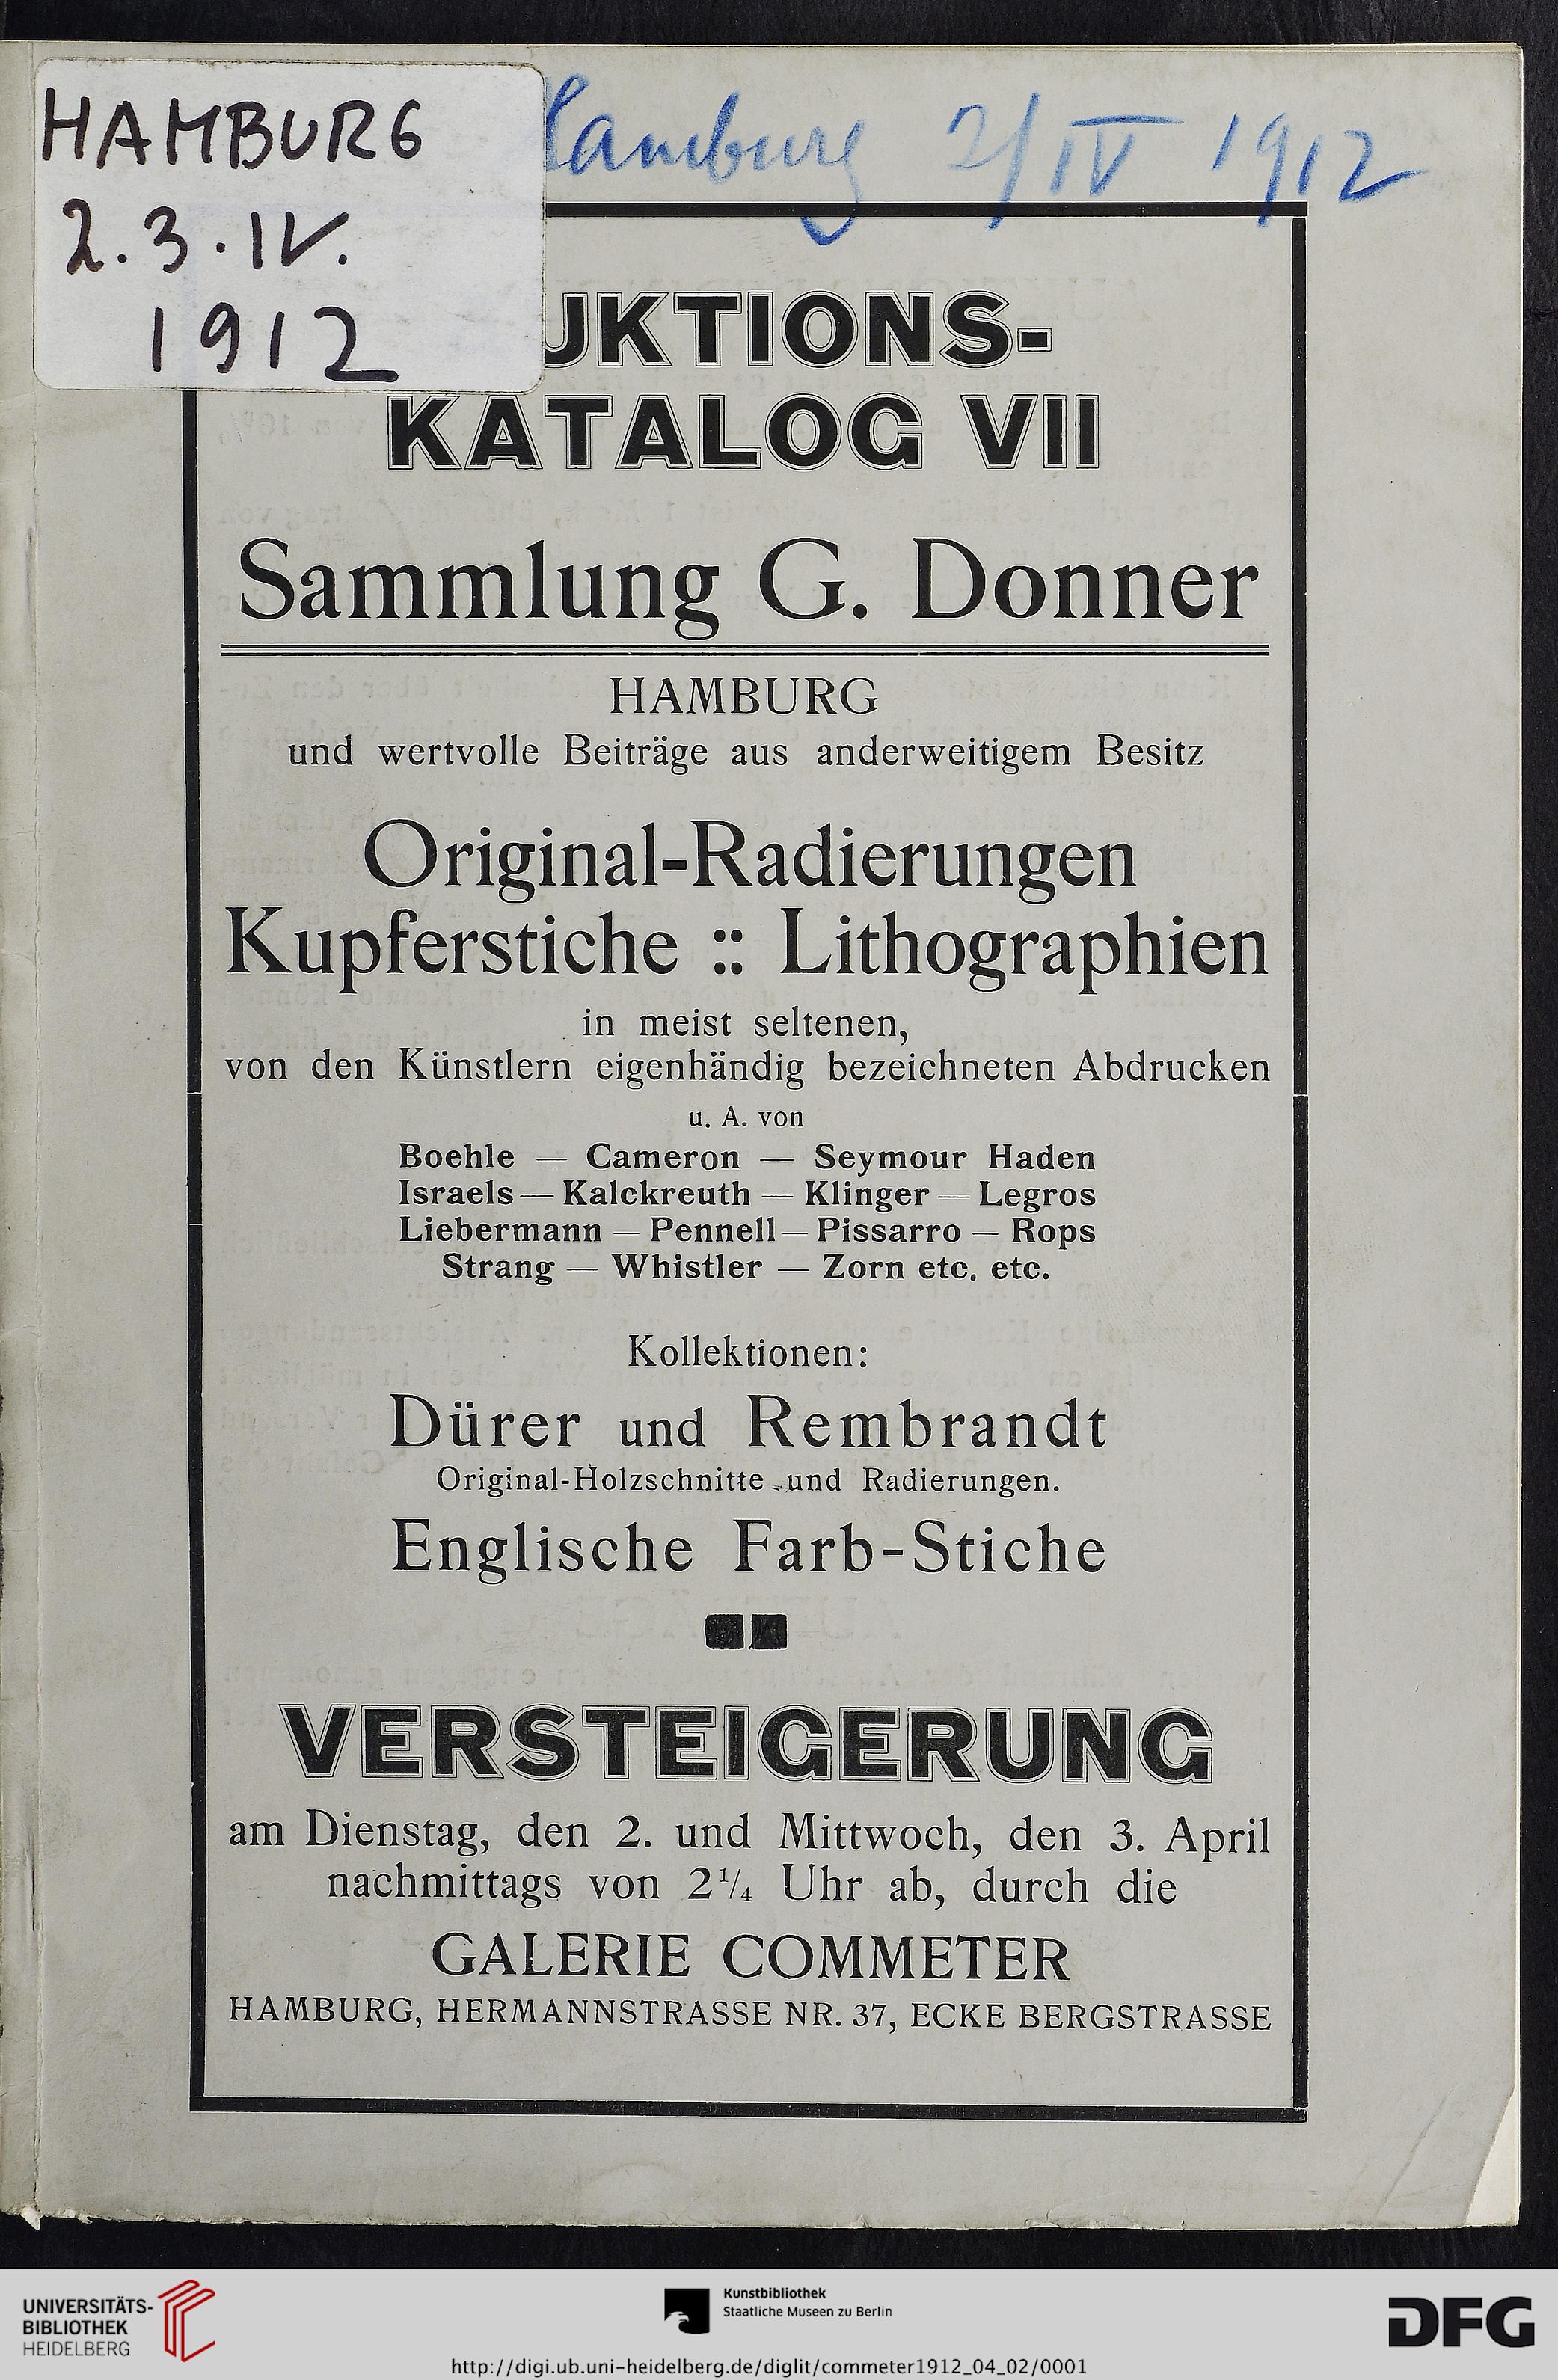 HAMBURG
2.3.IV.
1912
Hamburg 2/IV 1912
UKTIONS-
KATALOG VII
Sammlung G. Donner
HAMBURG
und wertvolle Beiträge aus anderweitigem Besitz
Original-Radierungen
Kupferstiche :: Lithographien
in meist seltenen,
von den Künstlern eigenhändig bezeichneten Abdrucken
u. A. von
Boehle — Cameron — Seymour Haden
Israels — Kalckreuth — Klinger — Legros
Liebermann — Pennell — Pissarro — Rops
Strang — Whistler — Zorn etc. etc.
Kollektionen:
Dürer und Rembrandt
Original-Holzschnitte und Radierungen.
Englische Farb-Stiche
VERSTEIGERUNG
am Dienstag, den 2. und Mittwoch, den 3. April
nachmittags von 2 1/4 Uhr ab, durch die
GALERIE COMMETER
HAMBURG, HERMANNSTRASSE NR. 37, ECKE BERGSTRASSE
UNIVERSITÄTS-
BIBLIOTHEK
HEIDELBERG
Kunstbibliothek
Staatliche Museen zu Berlin
DFG
http://digi.ub.uni-heidelberg.de/diglit/commeter1912_04_02/0001